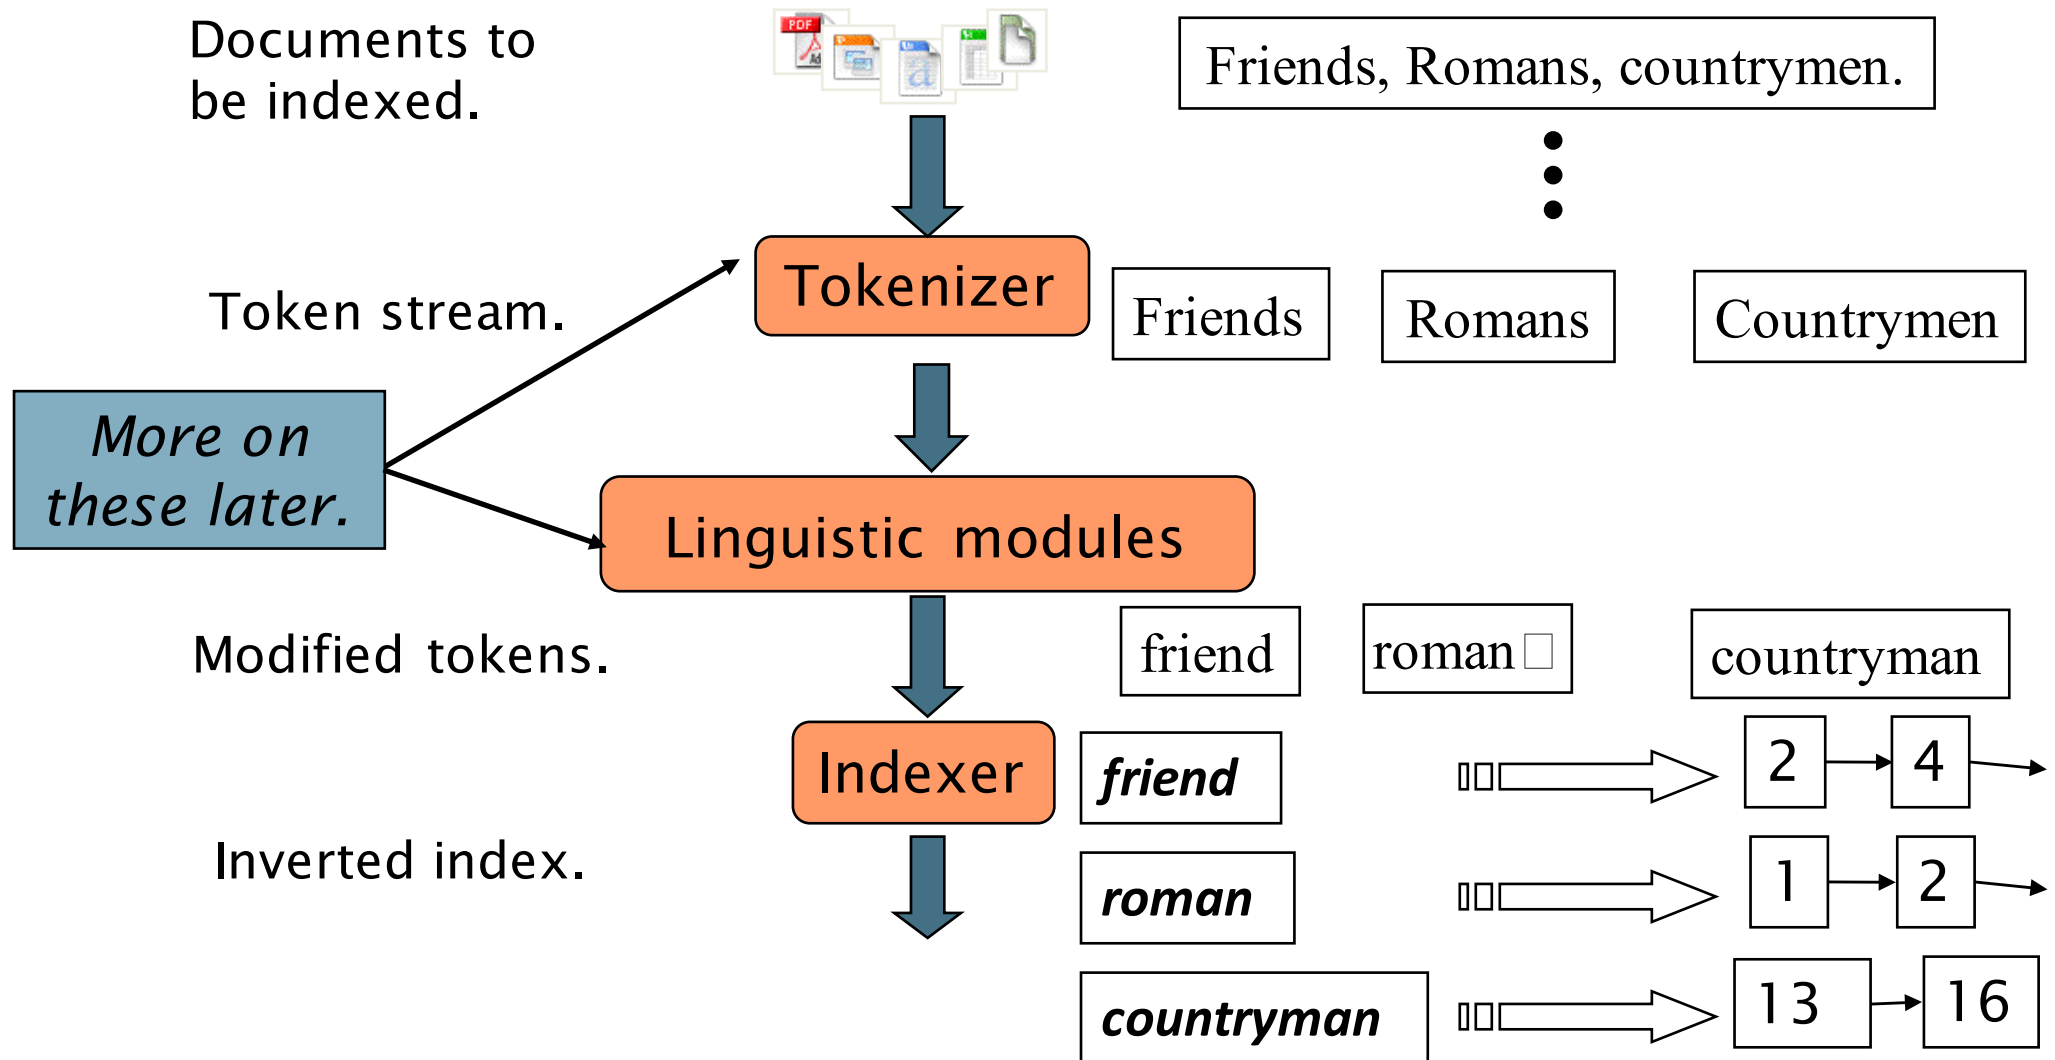 Documents to
be indexed.
PDF
Friends, Romans, countrymen.
Tokenizer
Token stream.
Friends
Romans
Countrymen
More on
these later.
Linguistic modules
Modified tokens.
friend
roman
countryman
Indexer
friend
2
4
Inverted index.
roman
1
2
countryman
13
16